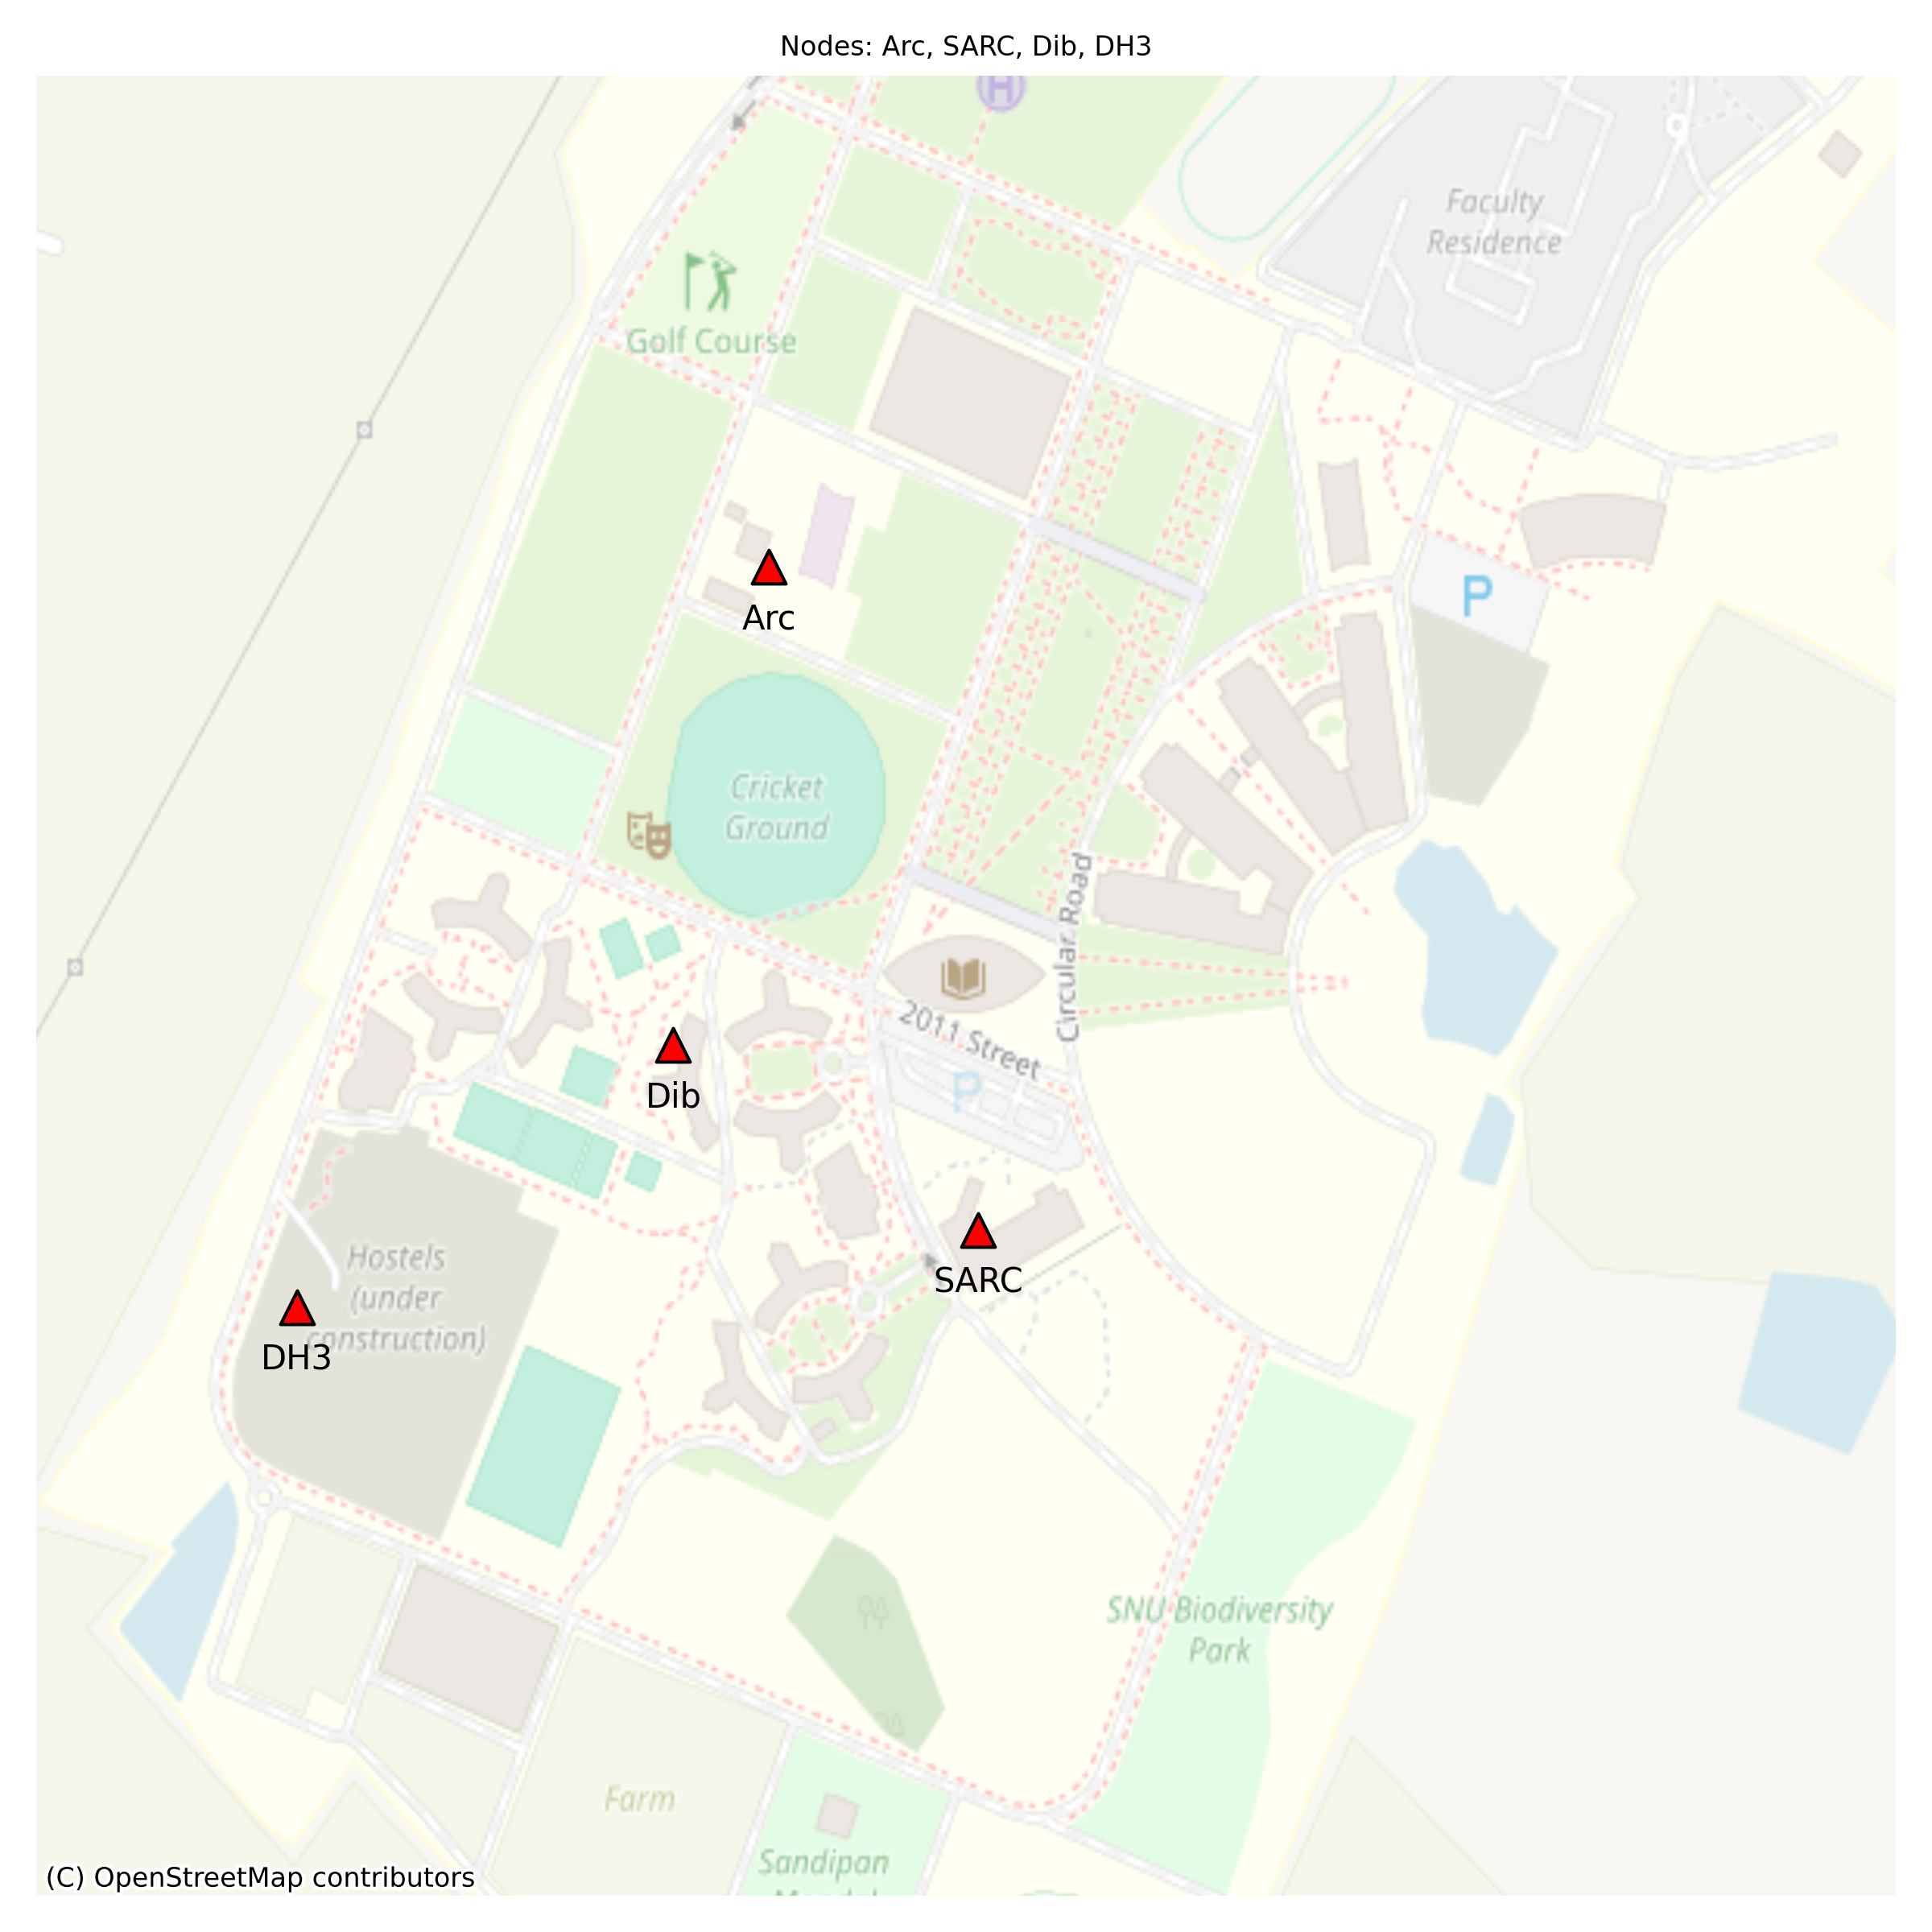 Nodes: Arc, SARC, Dib, DH3
H
Faculty
Residence
Golf Course
P
Arc
Cricket
Ground
Circular Road
2011 Street
P
Dib
SARC
Hostels
(under
construction)
DH3
SNU Biodiversity
Park
Farm
Sandipan
(C) OpenStreetMap contributors